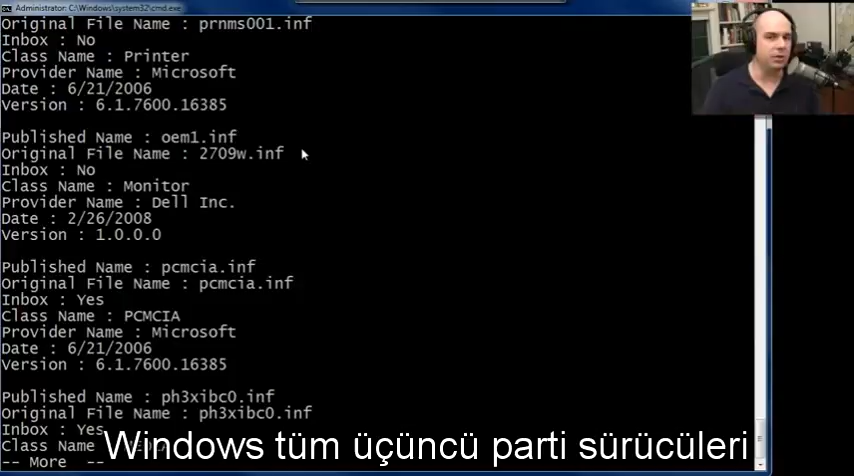 Administrator: C:\Windows\system32\cmd.exe
Original File Name : prnms001.inf
Inbox : No
Class Name : Printer
Provider Name : Microsoft
Date : 6/21/2006
Version : 6.1.7600.16385
Published Name : oem1.inf
Original File Name : 2709w.inf
Inbox : No
Class Name : Monitor
Provider Name : Dell Inc.
Date : 2/26/2008
Version : 1.0.0.0
Published Name : pcmcia.inf
Original File Name : pcmcia.inf
Inbox : Yes
Class Name : PCMCIA
Provider Name : Microsoft
Date : 6/21/2006
Version : 6.1.7600.16385
Published Name : ph3xibc0.inf
Original File Name : ph3xibc0.inf
Inbox : Yes
Class Name
Windows tüm üçüncü parti sürücüleri
-- More --